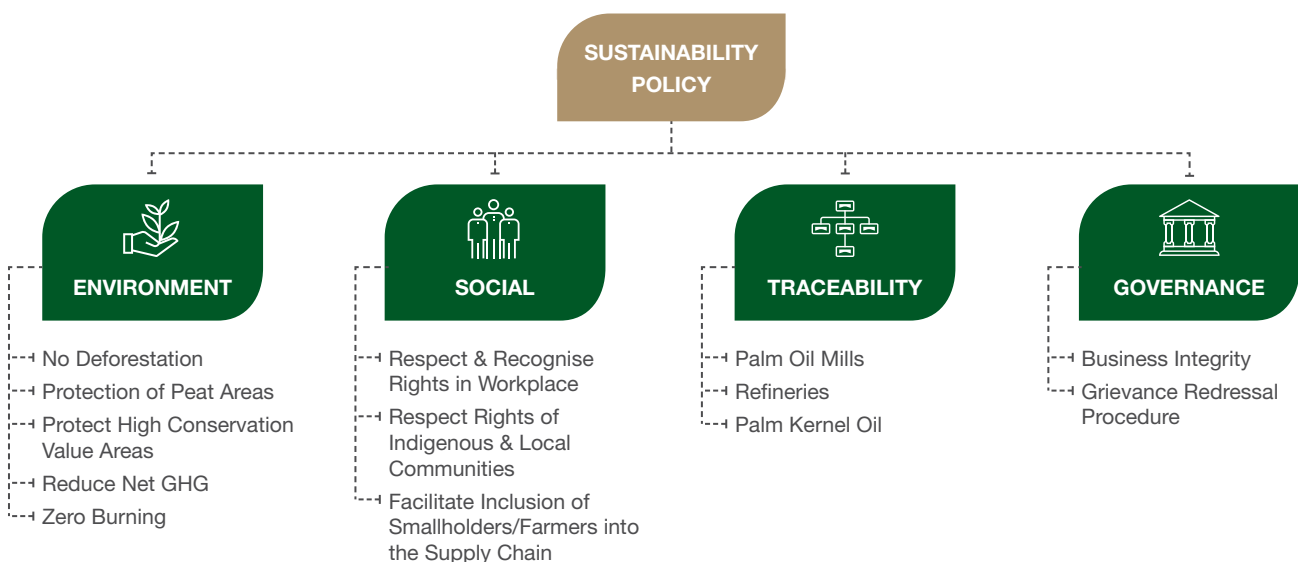 SUSTAINABILITY
POLICY
ENVIRONMENT
No Deforestation
Protection of Peat Areas
Protect High Conservation
Value Areas
Reduce Net GHG
Zero Burning
SOCIAL
Respect & Recognise
Rights in Workplace
Respect Rights of
Indigenous & Local
Communities
Facilitate Inclusion of
Smallholders/Farmers into
the Supply Chain
TRACEABILITY
Palm Oil Mills
Refineries
Palm Kernel Oil
GOVERNANCE
Business Integrity
Grievance Redressal
Procedure